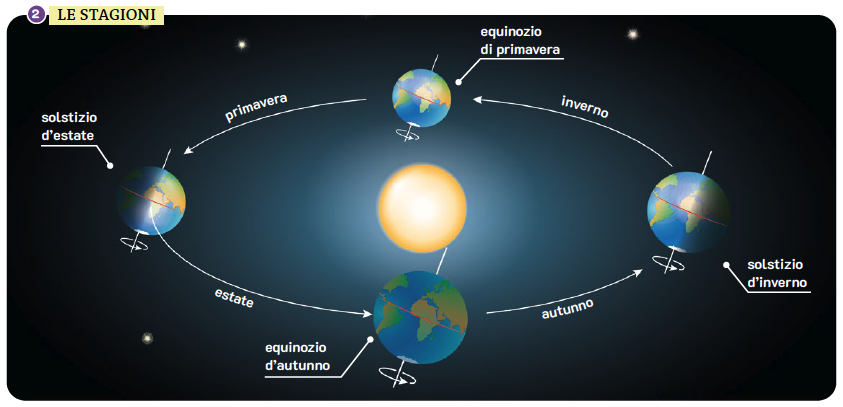 2 LE STAGIONI
equinozio
di primavera
primavera
inverno
solstizio
d'estate
solstizio
d'inverno
estate
autunno
equinozio
d'autunno